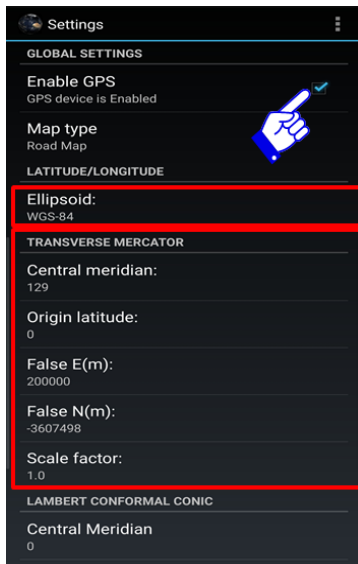 Settings
GLOBAL SETTINGS
Enable GPS
GPS device is Enabled
Map type
Road Map
LATITUDE/LONGITUDE
Ellipsoid:
WGS-84
TRANSVERSE MERCATOR
Central meridian:
129
Origin latitude:
0
False E(m):
200000
False N(m):
-3607498
Scale factor:
1.0
LAMBERT CONFORMAL CONIC
Central Meridian
0